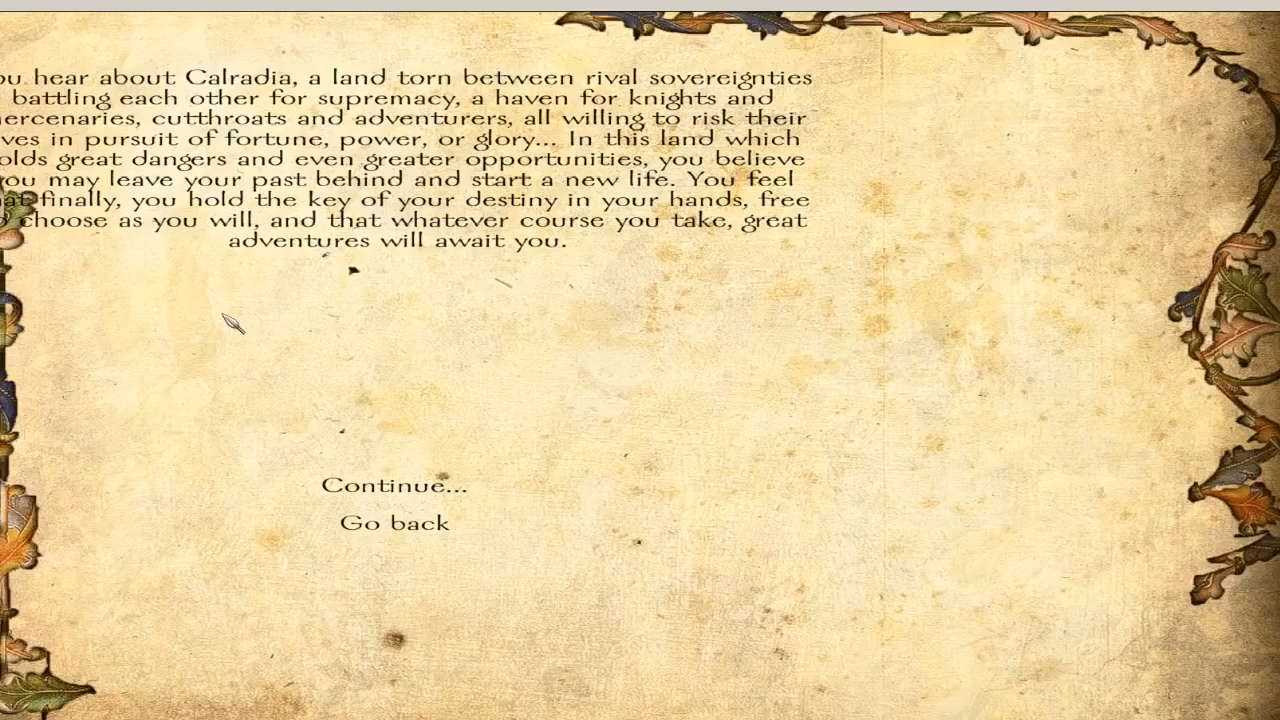 ou hear about Calradia, a land torn between rival sovereignties
battling each other for supremacy, a haven for knights and
ercenaries, cutthroats and adventurers, all willing to risk their
ves in pursuit of fortune, power, or glory... In this land which
olds great dangers and even greater opportunities, you believe
you may leave your past behind and start a new life. You feel
at finally, you hold the key of your destiny in your hands, free
choose as you will, and that whatever course you take, great
adventures will await you.
Continue...
Go back